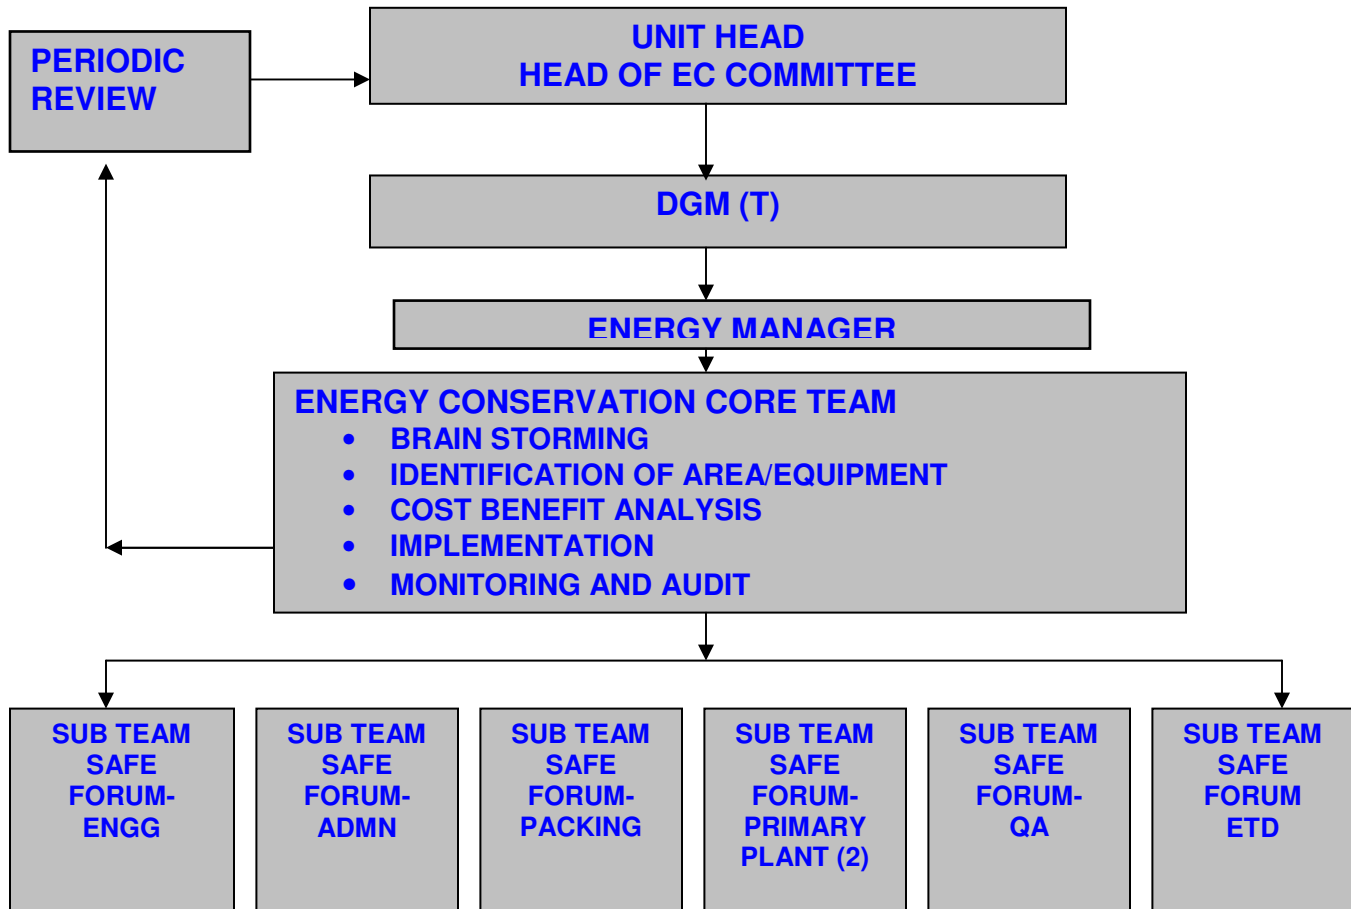 PERIODIC
REVIEW
UNIT HEAD
HEAD OF EC COMMITTEE
DGM (T)
ENERGY MANAGER
ENERGY CONSERVATION CORE TEAM
• BRAIN STORMING
• IDENTIFICATION OF AREA/EQUIPMENT
• COST BENEFIT ANALYSIS
• IMPLEMENTATION
• MONITORING AND AUDIT
SUB TEAM
SAFE
FORUM-
ENGG
SUB TEAM
SAFE
FORUM-
ADMN
SUB TEAM
SAFE
FORUM-
PACKING
SUB TEAM
SAFE
FORUM-
PRIMARY
PLANT (2)
SUB TEAM
SAFE
FORUM-
QA
SUB TEAM
SAFE
FORUM
ETD